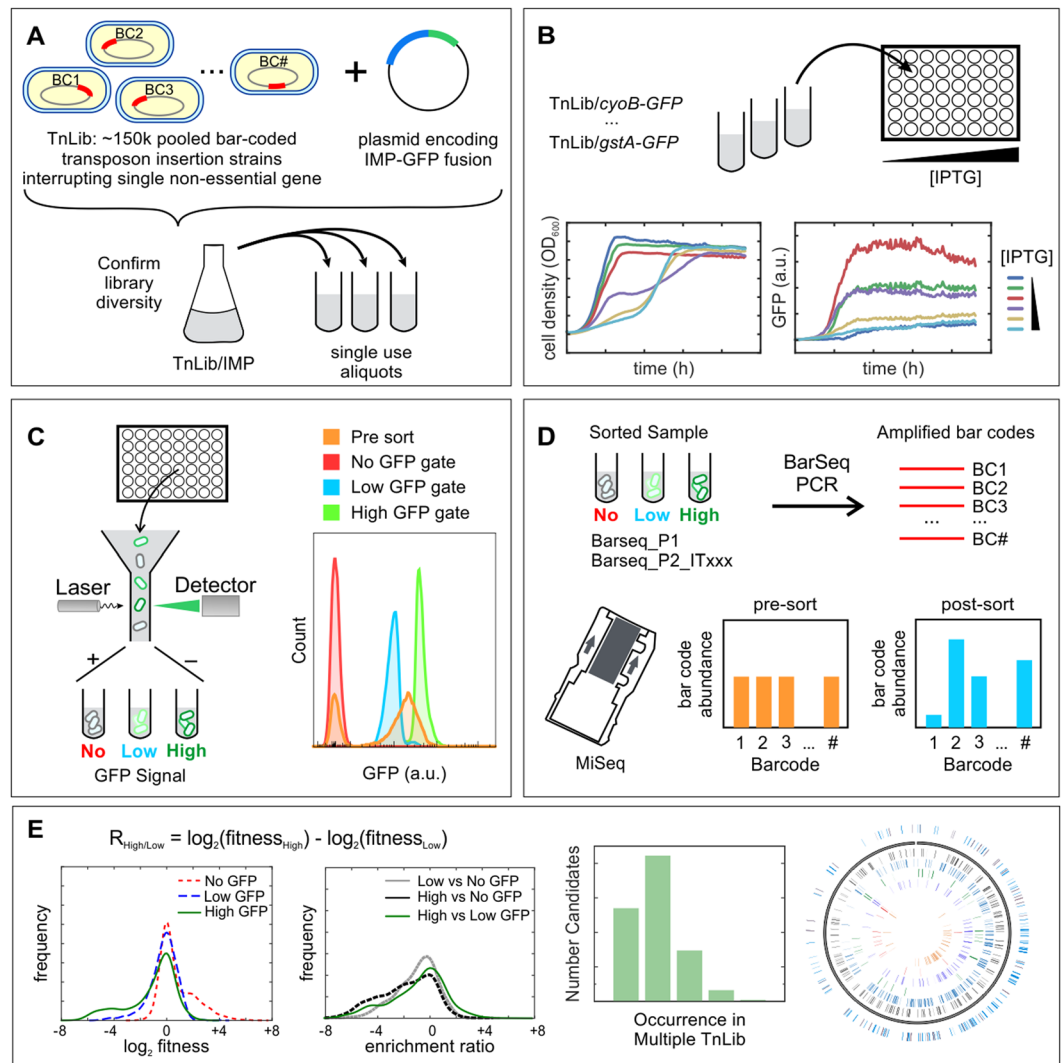 A
BC2
BC1
BC3
...
BC#
+
TnLib: ~150k pooled bar-coded
transposon insertion strains
interrupting single non-essential gene
plasmid encoding
IMP-GFP fusion
Confirm
library
diversity
TnLib/IMP
single use
aliquots
B
TnLib/cyoB-GFP
...
TnLib/gstA-GFP
[IPTG]
cell density (OD600)
time (h)
GFP (a.u.)
time (h)
[IPTG]
C
Laser
Detector
+
−
No
Low
High
GFP Signal
Pre sort
No GFP gate
Low GFP gate
High GFP gate
Count
GFP (a.u.)
D
Sorted Sample
No
Low
High
Barseq_P1
Barseq_P2_ITxxx
BarSeq
PCR
Amplified bar codes
BC1
BC2
BC3
... ...
BC#
MiSeq
pre-sort
bar code
abundance
1 2 3 ... #
Barcode
post-sort
bar code
abundance
1 2 3 ... #
Barcode
E
RHigh/Low = log2(fitnessHigh) - log2(fitnessLow)
No GFP
Low GFP
High GFP
frequency
-8 -4 0 +4 +8
log2 fitness
Low vs No GFP
High vs No GFP
High vs Low GFP
frequency
-8 -4 0 +4 +8
enrichment ratio
Number Candidates
Occurrence in
Multiple TnLib